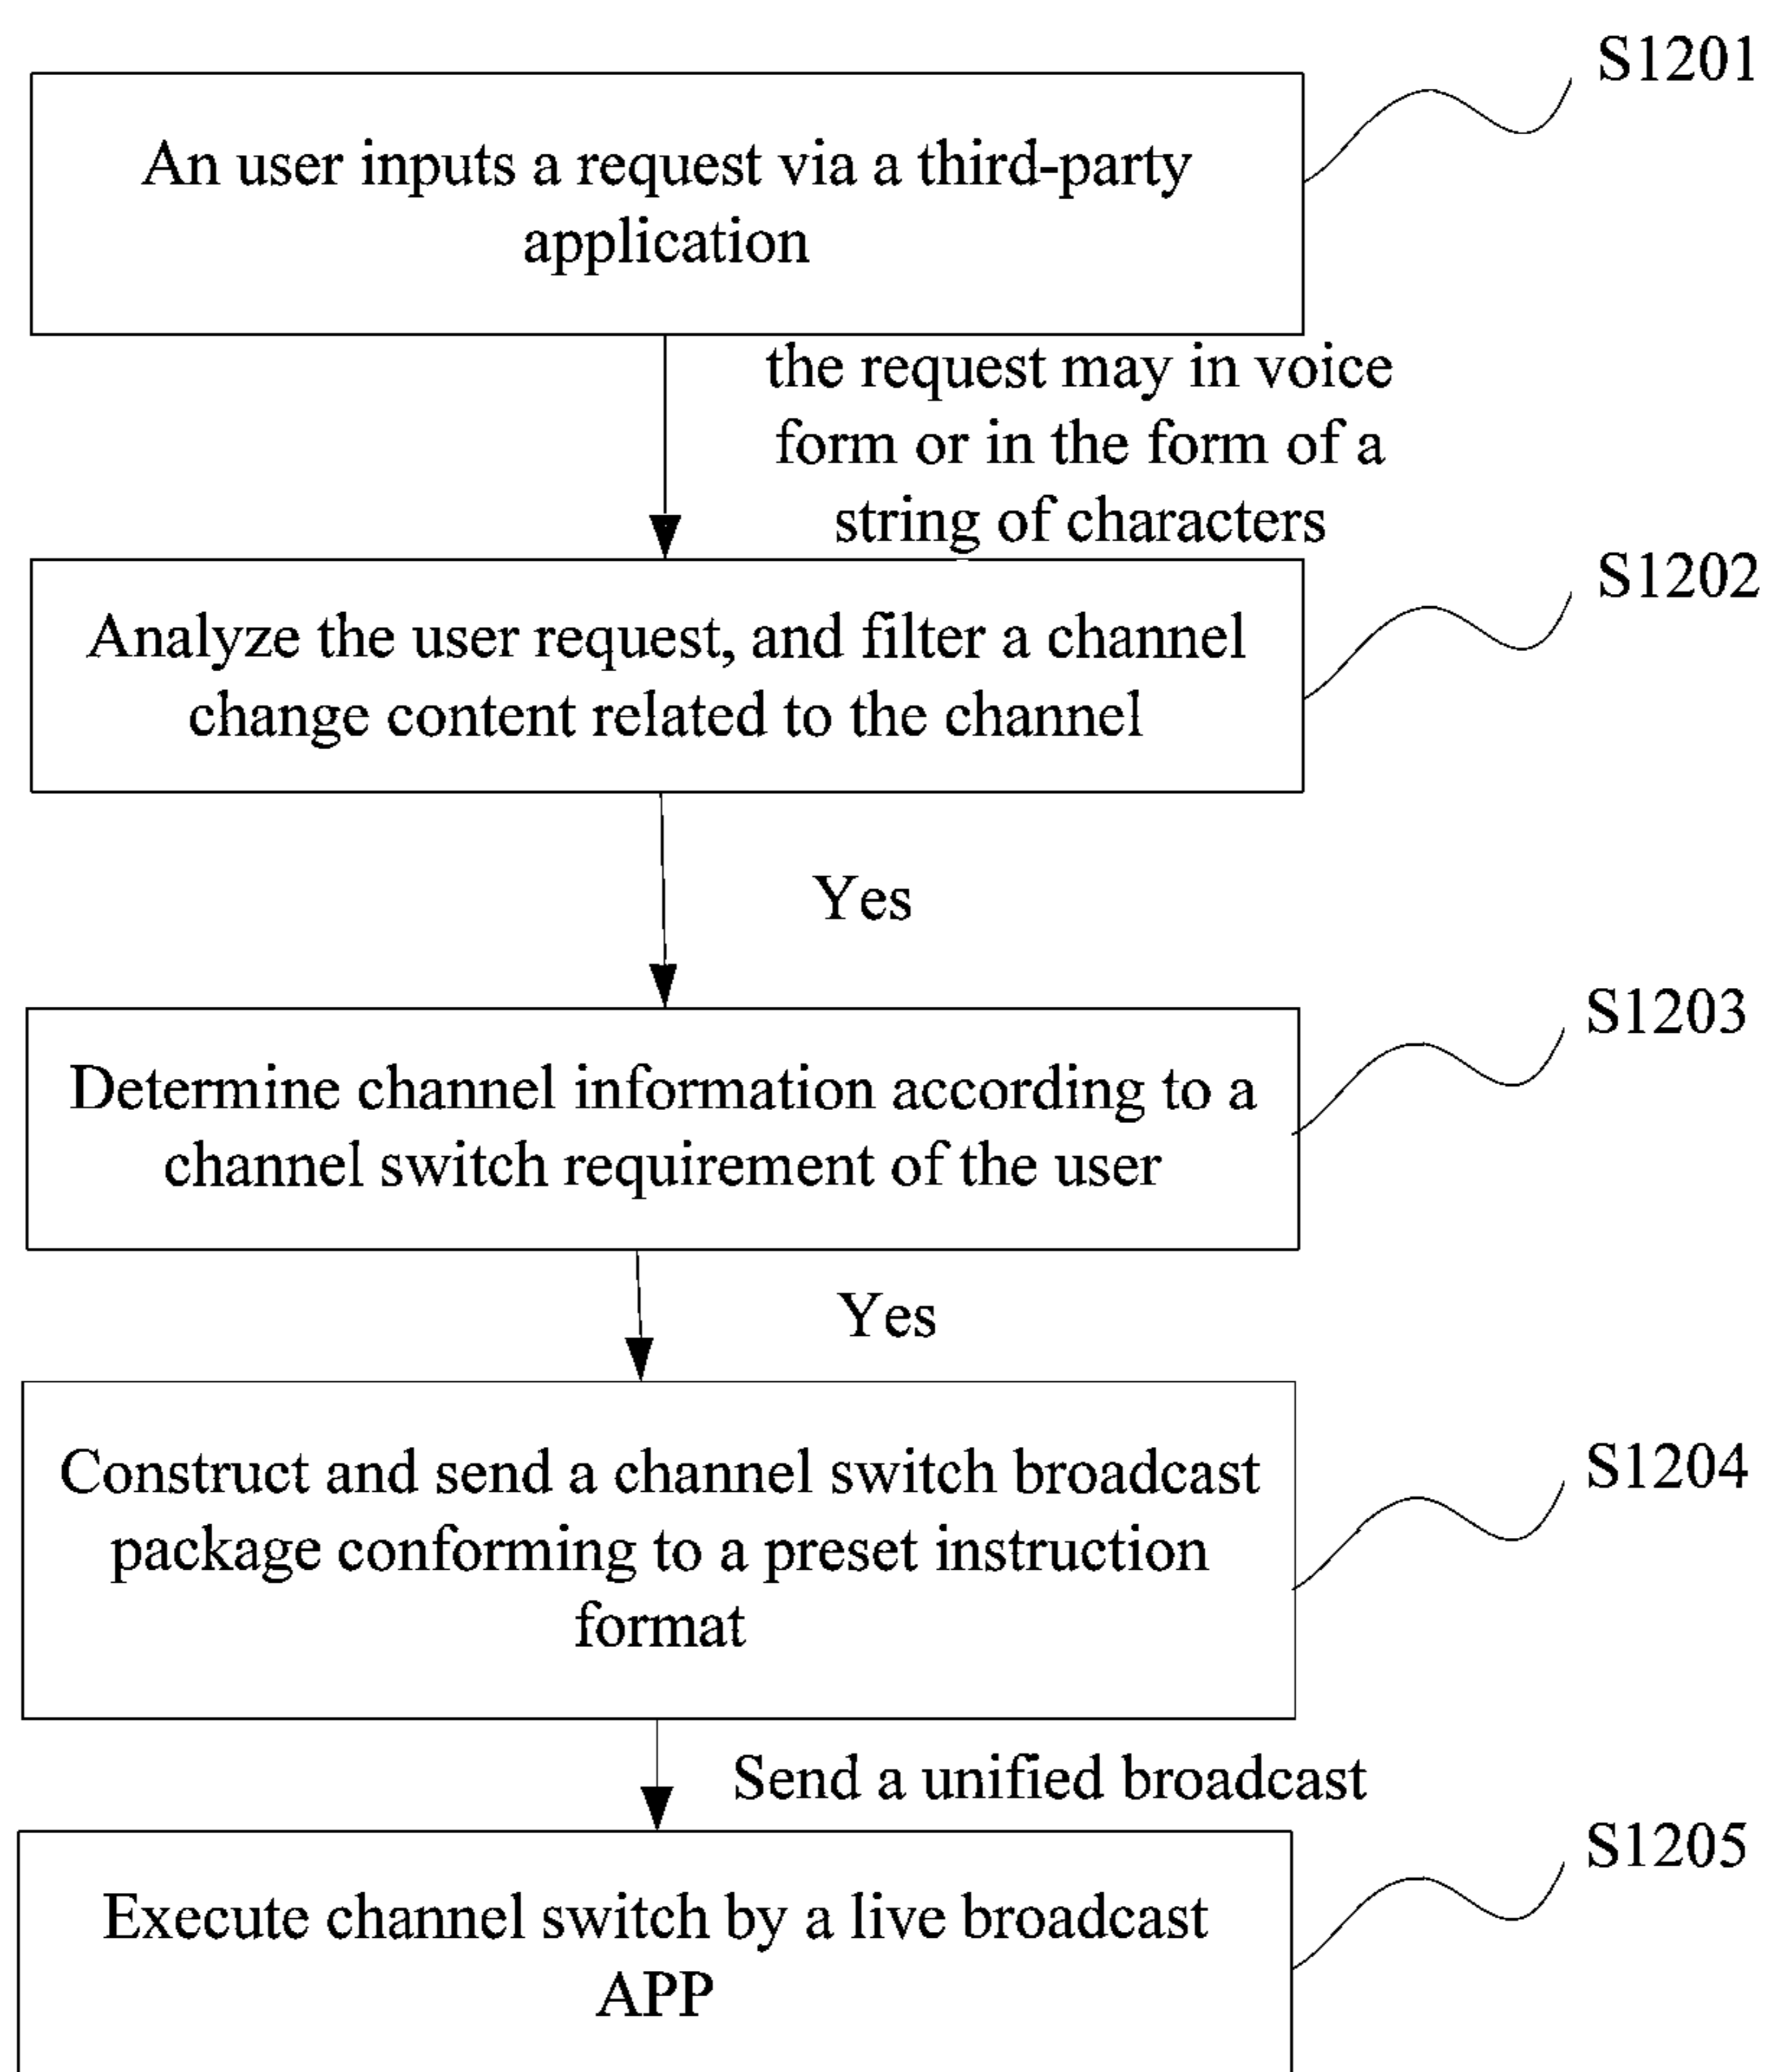 S1201
An user inputs a request via a third-party
application
the request may in voice
form or in the form of a
string of characters
S1202
Analyze the user request, and filter a channel
change content related to the channel
Yes
S1203
Determine channel information according to a
channel switch requirement of the user
Yes
S1204
Construct and send a channel switch broadcast
package conforming to a preset instruction
format
Send a unified broadcast
S1205
Execute channel switch by a live broadcast
APP